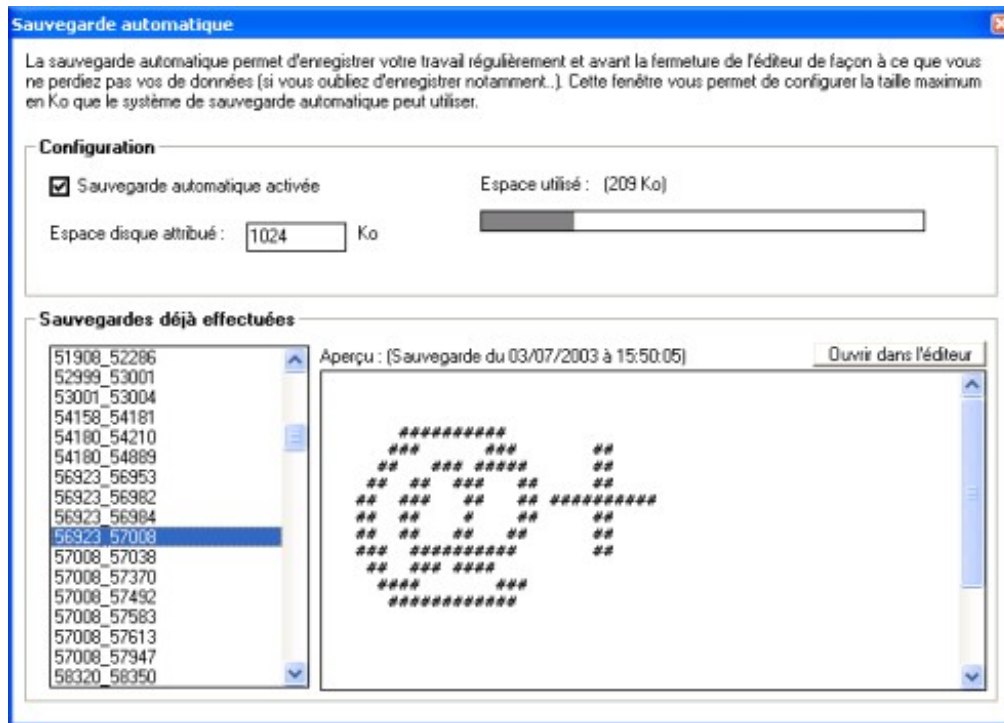 Sauvegarde automatique
La sauvegarde automatique permet d'enregistrer votre travail régulièrement et avant la fermeture de l'éditeur de façon à ce que vous
ne perdiez pas vos de données (si vous oubliez d'enregistrer notamment..). Cette fenêtre vous permet de configurer la taille maximum
en Ko que le système de sauvegarde automatique peut utiliser.
Configuration
Sauvegarde automatique activée
Espace utilisé : (209 Ko)
Espace disque attribué : 1024 Ko
Sauvegardes déjà effectuées
51908_52286
52999_53001
53001_53004
54158_54181
54180_54210
54180_54889
56923_56953
56923_56982
56923_56984
56923_57008
57008_57038
57008_57370
57008_57492
57008_57583
57008_57613
57008_57947
58320_58350
Aperçu : (Sauvegarde du 03/07/2003 à 15:50:05)
Ouvrir dans l'éditeur
##########
### ### ##
## ### ##### ##
## ## ### ## ##
## ### ## ## ##########
## ## # ## ##
## ## ## ## ##
### ########## ##
## ### ####
#### ###
############